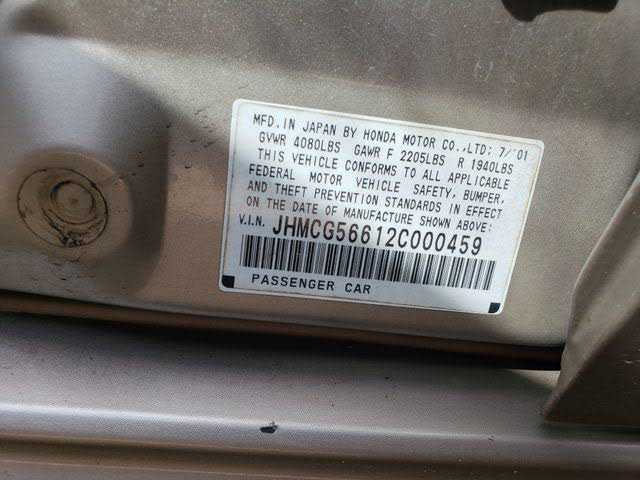 MFD. IN JAPAN BY HONDA MOTOR CO.,LTD: 7/'01
GVWR 4080LBS GAWR F 2205LBS R 1940LBS
THIS VEHICLE CONFORMS TO ALL APPLICABLE
FEDERAL MOTOR VEHICLE SAFETY, BUMPER,
AND THEFT PREVENTION STANDARDS IN EFFECT
ON THE DATE OF MANUFACTURE SHOWN ABOVE:
V.I.N. JHMCG56612C000459
PASSENGER CAR